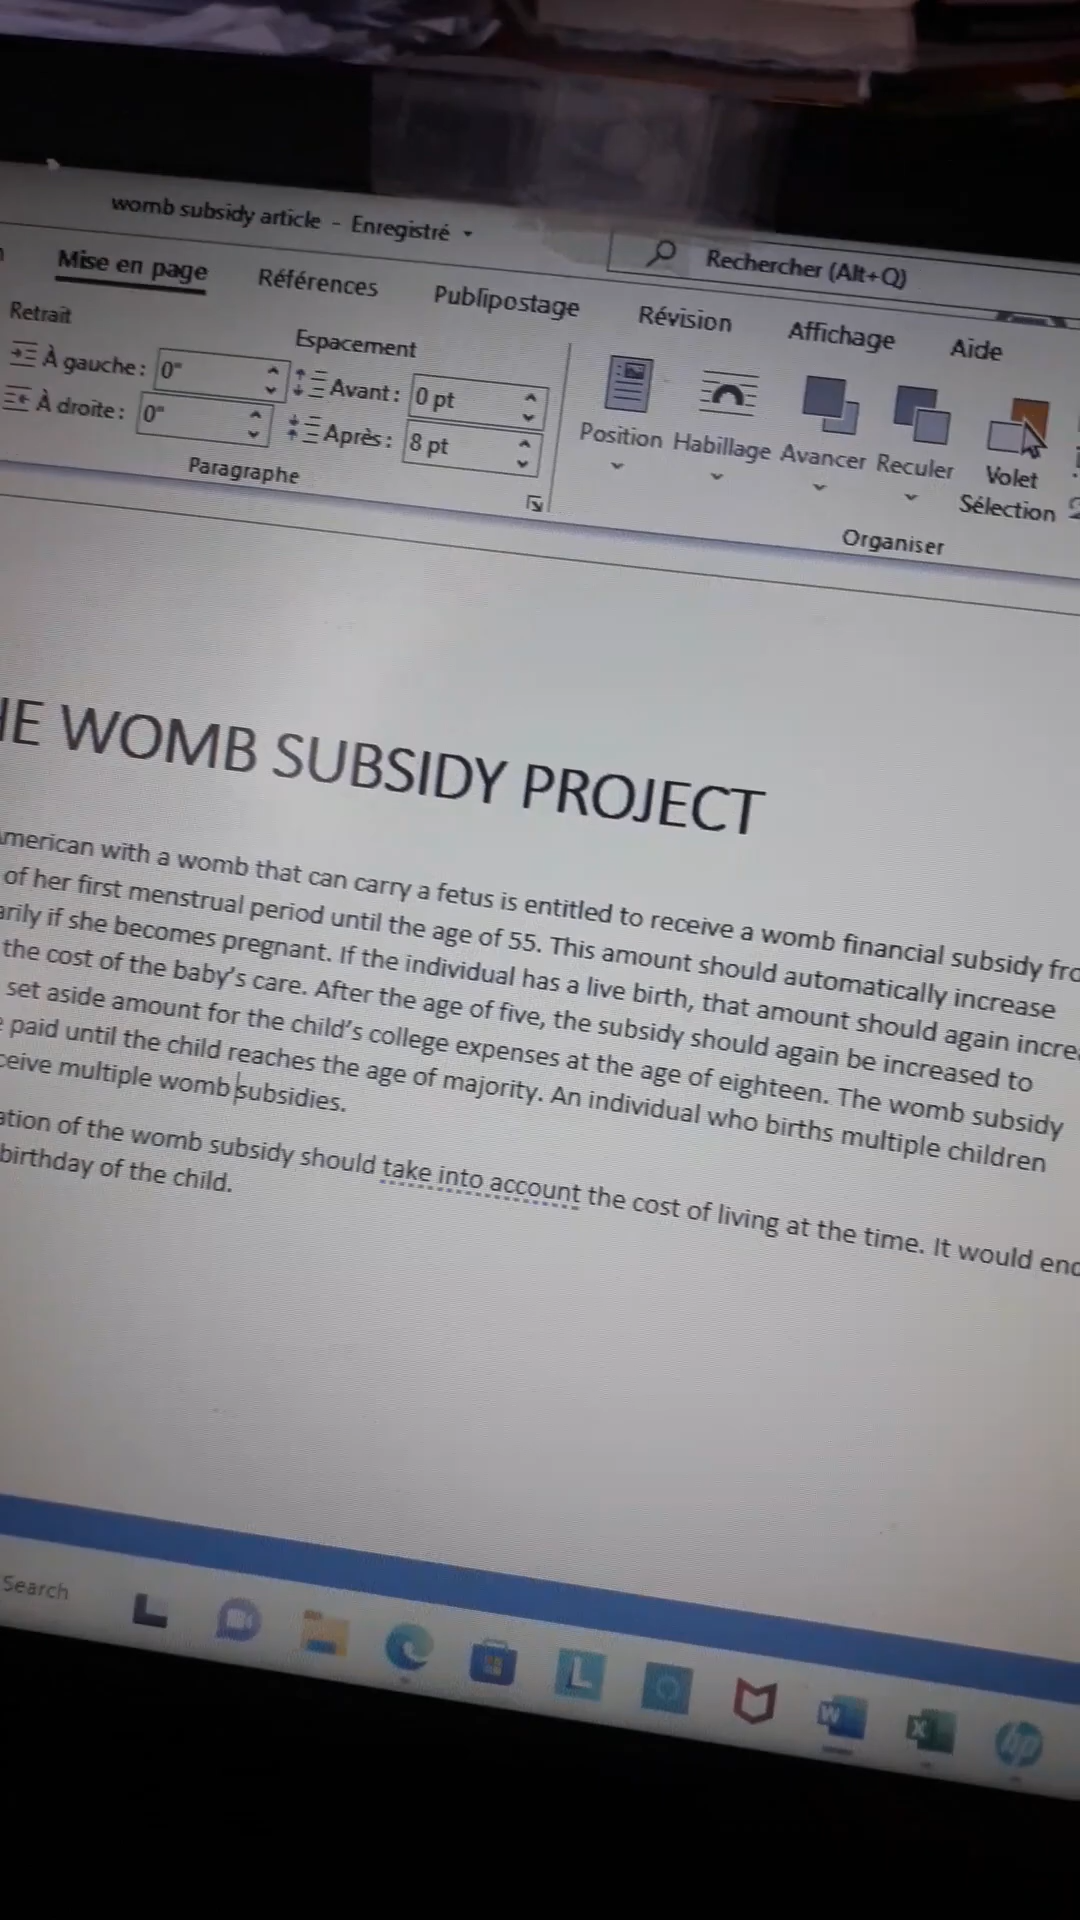 womb subsidy article - Enregistré
Rechercher (Alt+Q)
Mise en page Références Publipostage Révision Affichage Aide
Retrait Espacement
À gauche : 0" Avant : 0 pt
À droite : 0" Après : 8 pt
Paragraphe
Position Habillage Avancer Reculer Volet Sélection
Organiser
HE WOMB SUBSIDY PROJECT
American with a womb that can carry a fetus is entitled to receive a womb financial subsidy fro
of her first menstrual period until the age of 55. This amount should automatically increase
arily if she becomes pregnant. If the individual has a live birth, that amount should again increa
the cost of the baby's care. After the age of five, the subsidy should again be increased to
set aside amount for the child's college expenses at the age of eighteen. The womb subsidy
e paid until the child reaches the age of majority. An individual who births multiple children
ceive multiple womb subsidies.
ation of the womb subsidy should take into account the cost of living at the time. It would end
birthday of the child.
Search